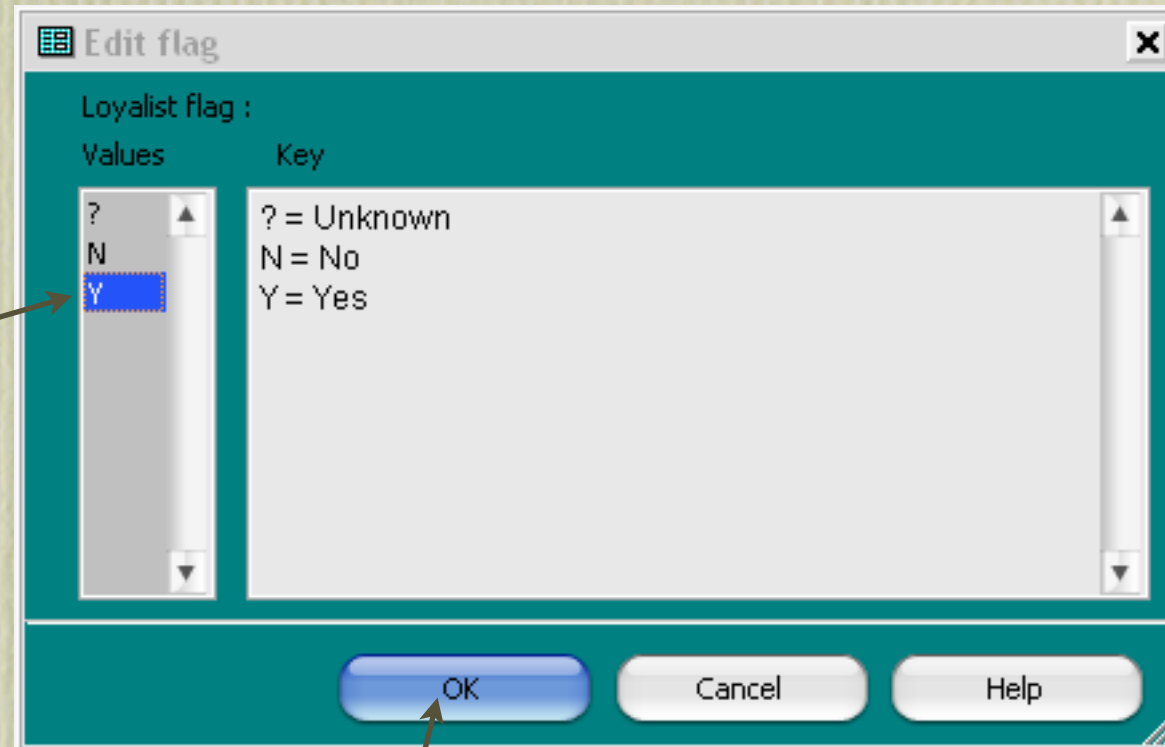 Edit flag
Loyalist flag :
Values Key
?
N
Y
? = Unknown
N = No
Y = Yes
OK Cancel Help